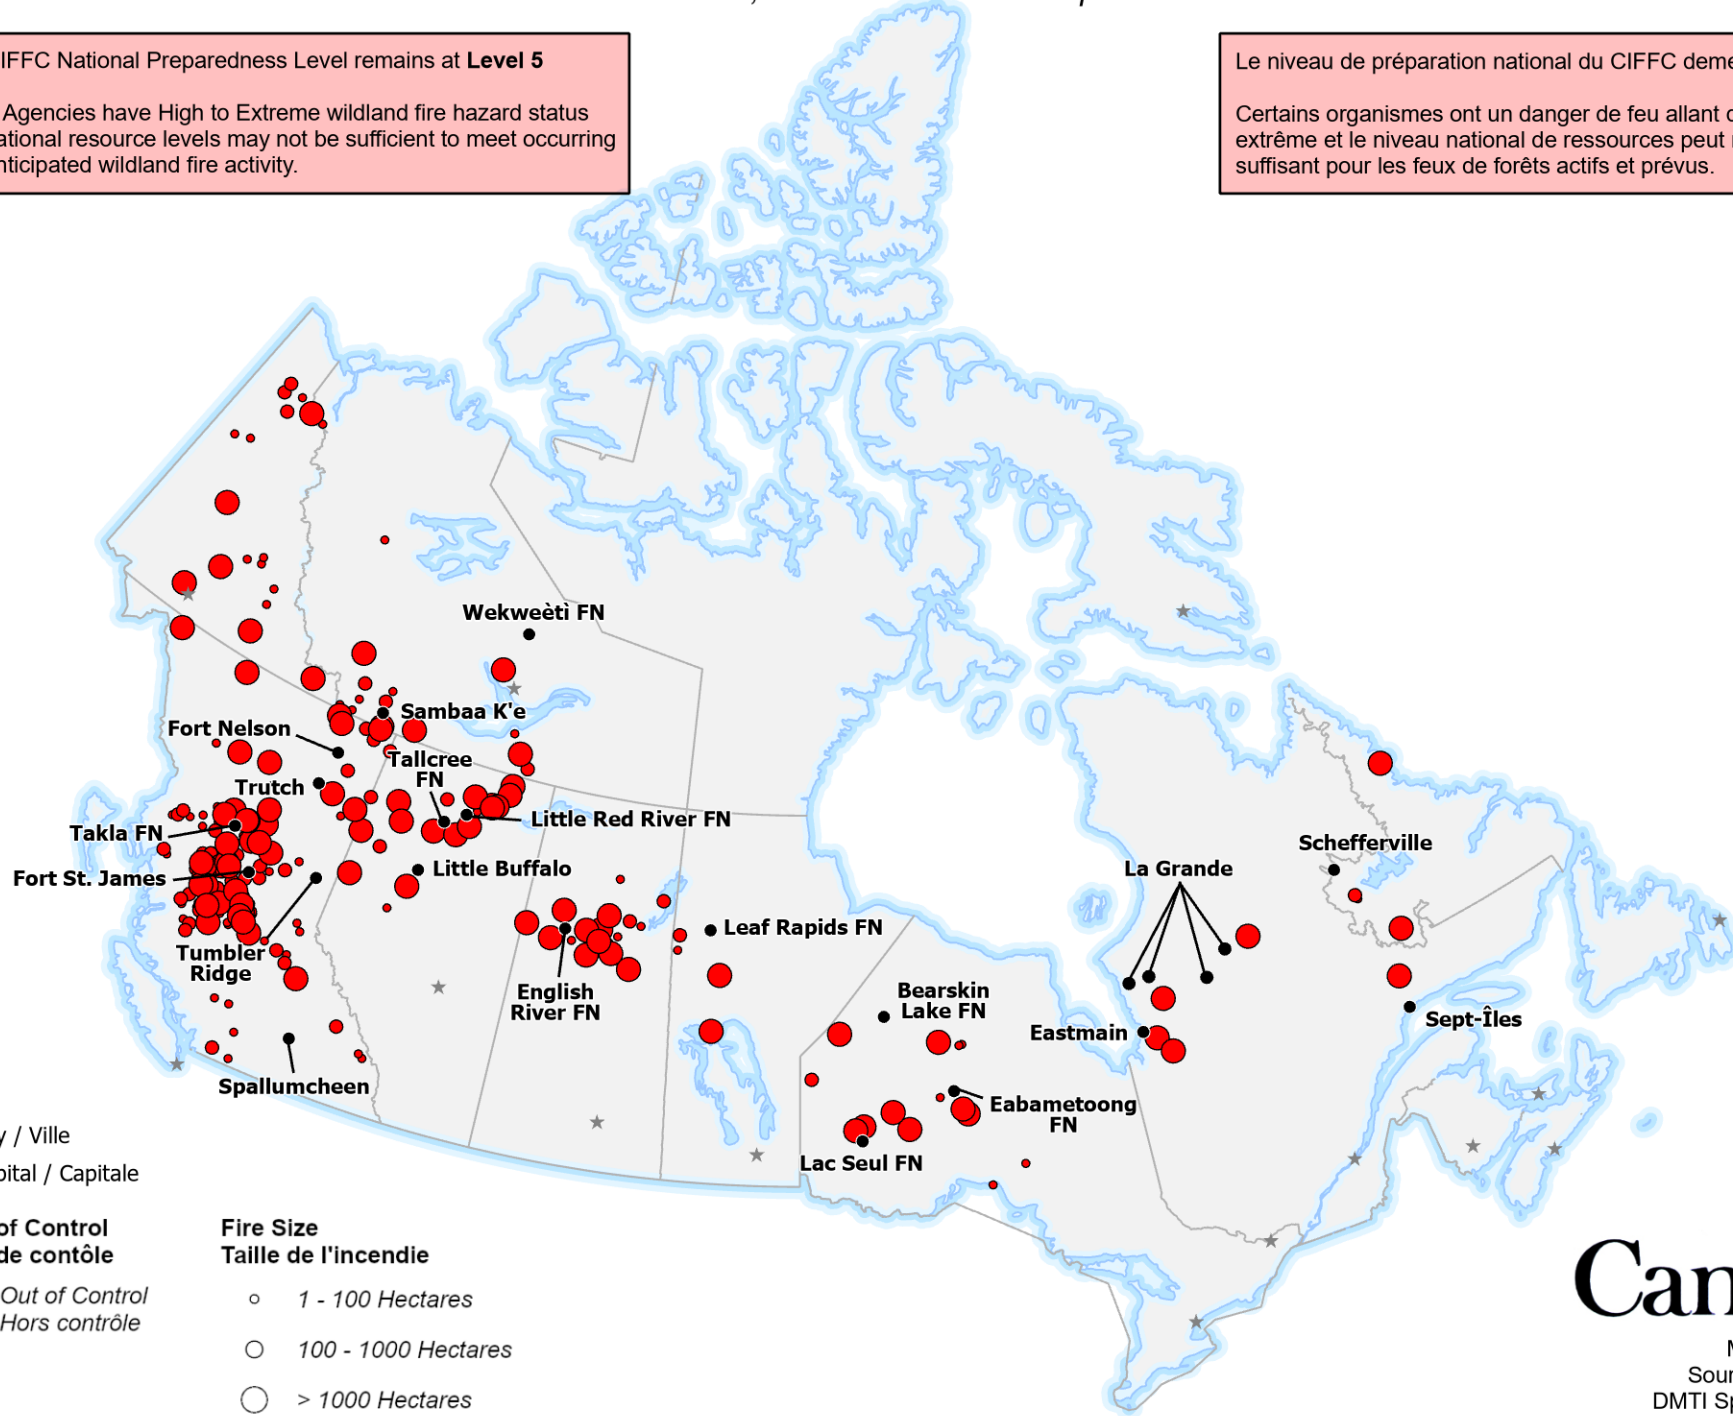 IFFC National Preparedness Level remains at Level 5
Agencies have High to Extreme wildland fire hazard status
ational resource levels may not be sufficient to meet occurring
nticipated wildland fire activity.
Le niveau de préparation national du CIFFC deme
Certains organismes ont un danger de feu allant
extrême et le niveau national de ressources peut
suffisant pour les feux de forêts actifs et prévus.
Wekweètì FN
Sambaa K'e
Fort Nelson
Tallcree
FN
Trutch
Little Red River FN
Takla FN
Schefferville
La Grande
Little Buffalo
Fort St. James
Leaf Rapids FN
Tumbler
Ridge
English
River FN
Bearskin
Lake FN
Eastmain
Sept-Îles
Spallumcheen
Eabametoong
FN
Lac Seul FN
y / Ville
pital / Capitale
of Control
de contôle
Out of Control
Hors contrôle
Fire Size
Taille de l'incendie
1 - 100 Hectares
100 - 1000 Hectares
> 1000 Hectares
Can
M
Sour
DMTI Sp